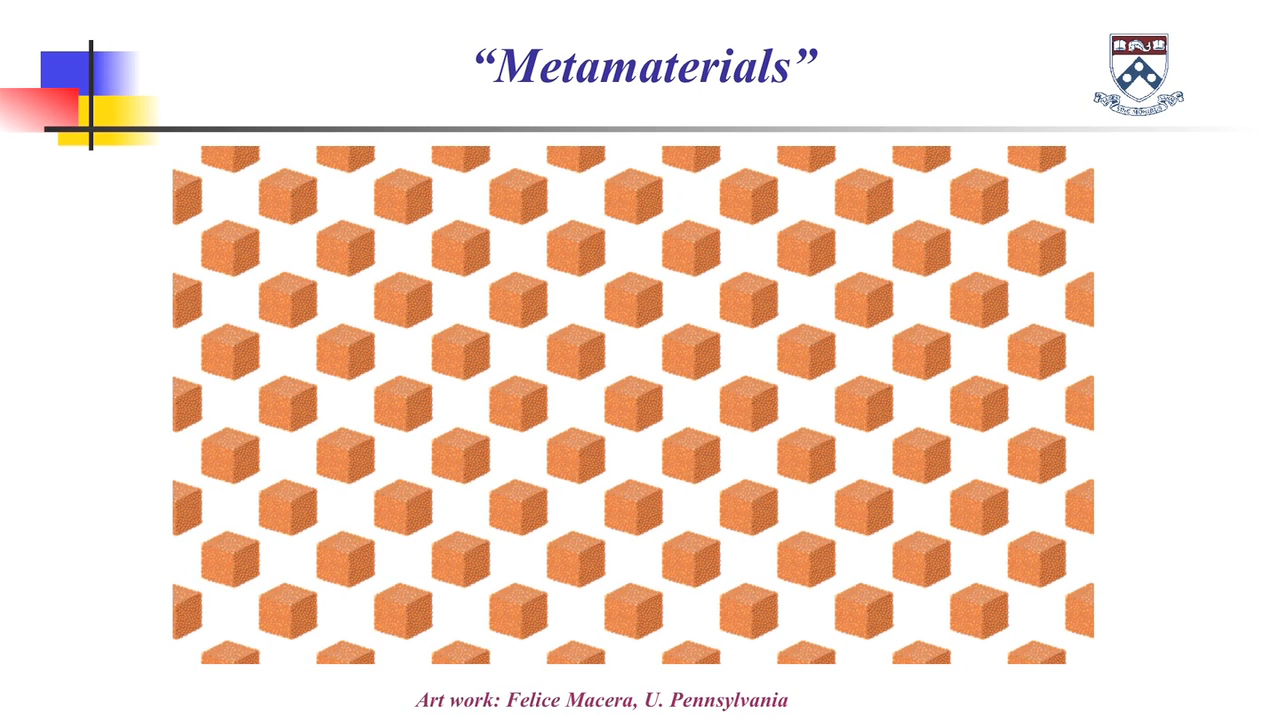 “Metamaterials”
Art work: Felice Macera, U. Pennsylvania